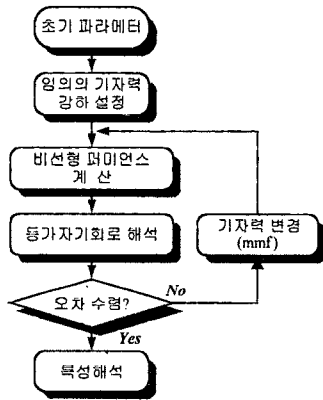 초기 파라메터
임의의 기자력
강하 설정
비선형 퍼미언스
계 산
등가자기회로 해석
기자력 변경
(mmf)
오차 수렴?
No
Yes
특성해석